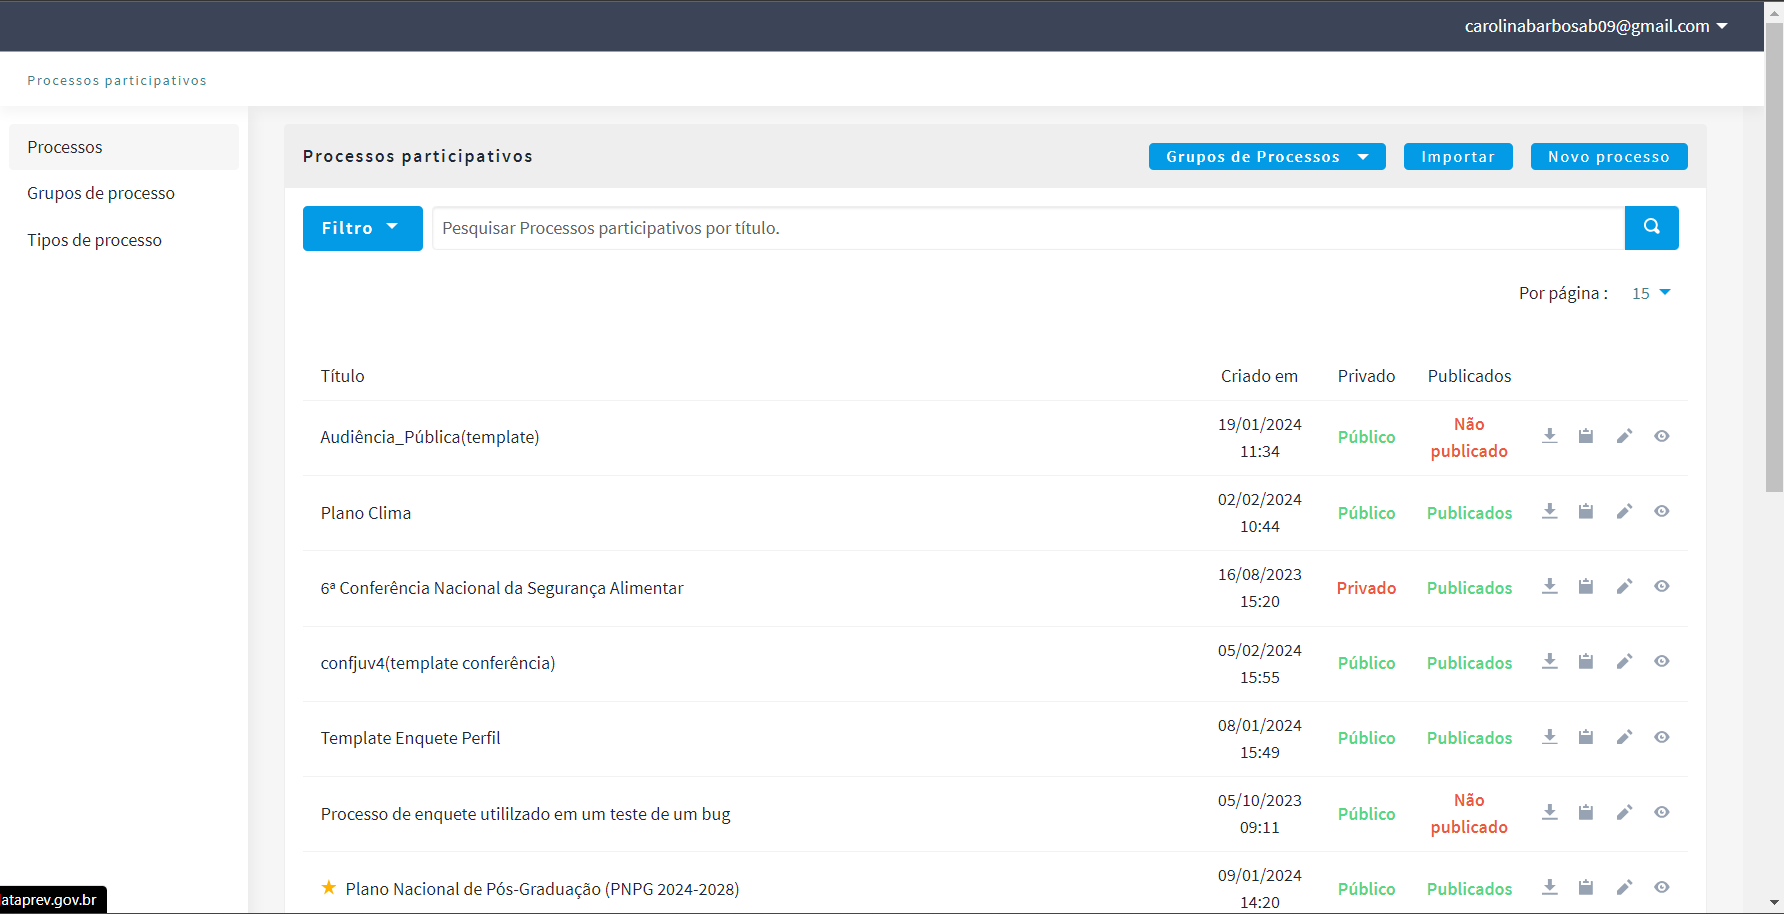 carolinabarbosab09@gmail.com
Processos participativos
Processos
Grupos de processo
Tipos de processo
Processos participativos
Grupos de Processos
Importar
Novo processo
Filtro
Pesquisar Processos participativos por título.
Por página :
15
Título
Criado em
Privado
Publicados
Audiência_Pública(template)
19/01/2024
11:34
Público
Não
publicado
Plano Clima
02/02/2024
10:44
Público
Publicados
6ª Conferência Nacional da Segurança Alimentar
16/08/2023
15:20
Privado
Publicados
confjuv4(template conferência)
05/02/2024
15:55
Público
Publicados
Template Enquete Perfil
08/01/2024
15:49
Público
Publicados
Processo de enquete utililzado em um teste de um bug
05/10/2023
09:11
Público
Não
publicado
Plano Nacional de Pós-Graduação (PNPG 2024-2028)
09/01/2024
14:20
Público
Publicados
ataprev.gov.br